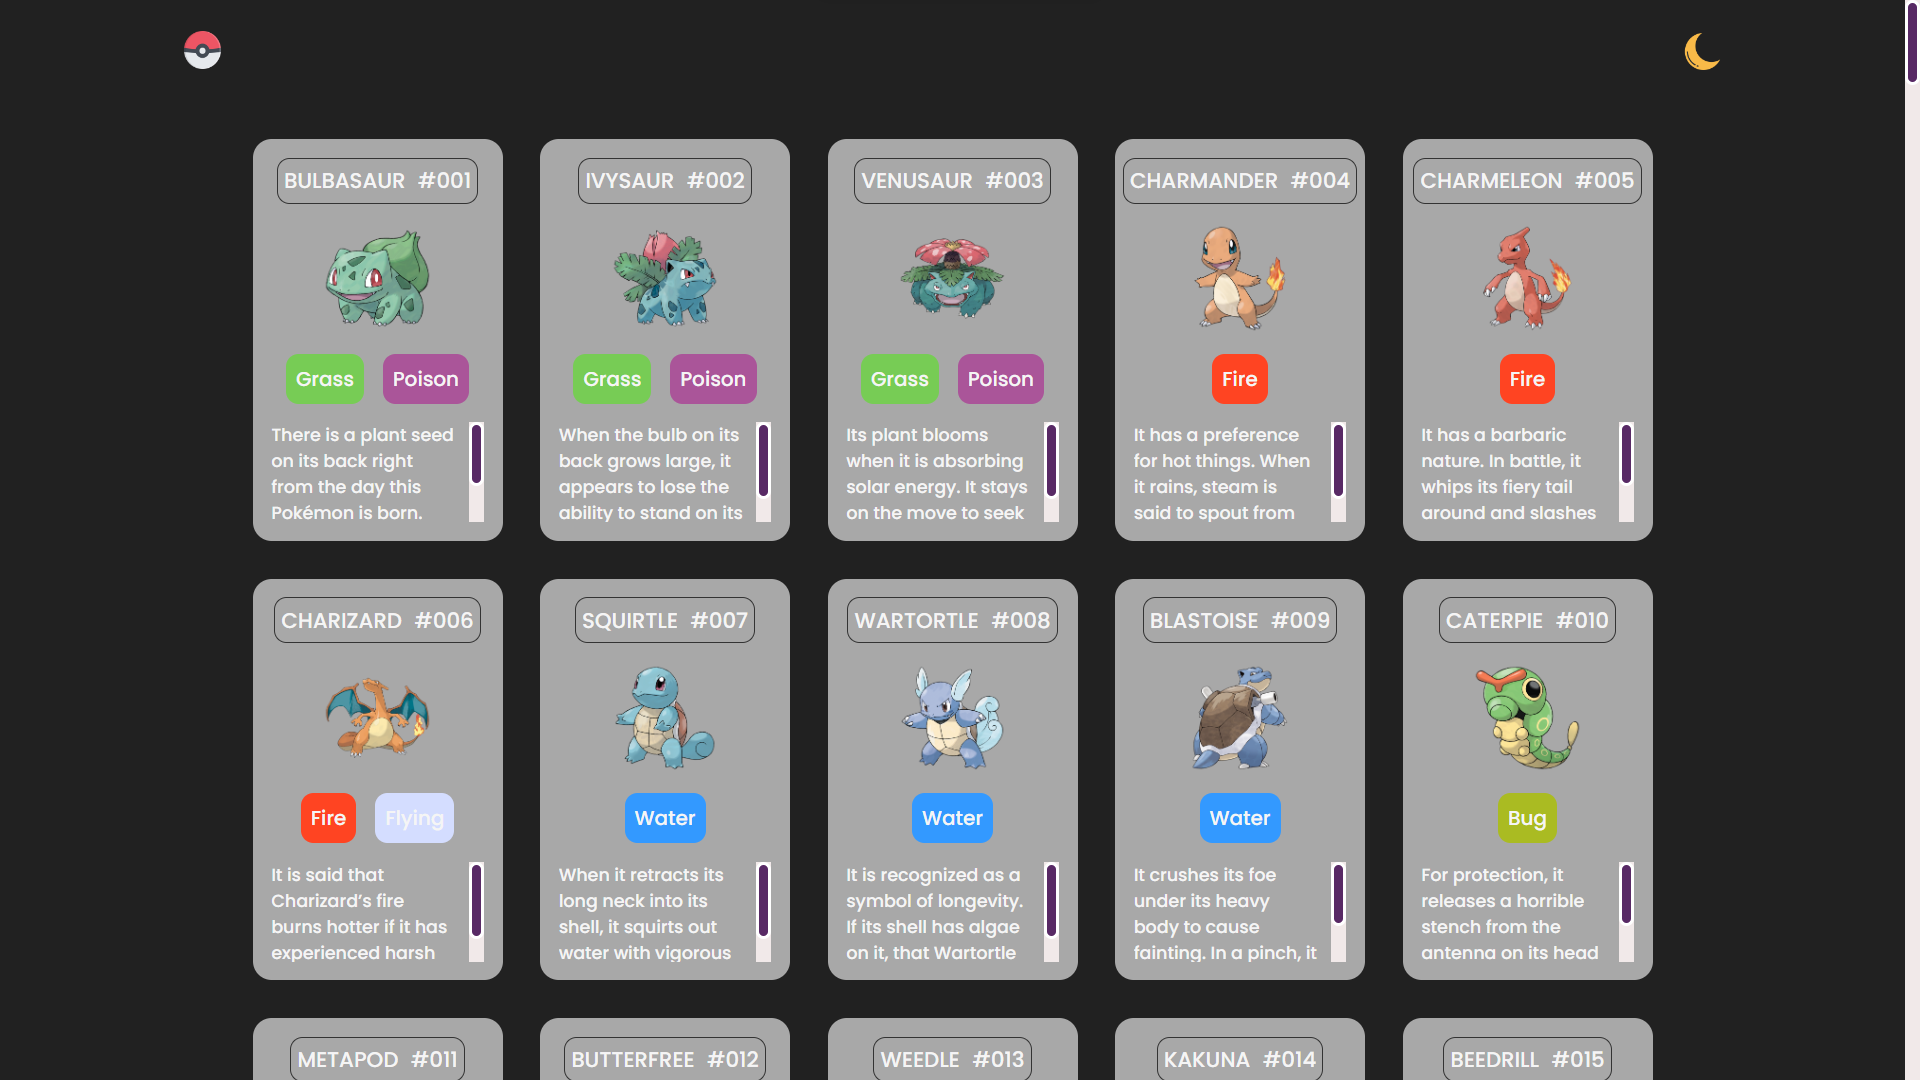 BULBASAUR #001
There is a plant seed
on its back right
from the day this
Pokémon is born.
Grass
Poison
IVYSAUR #002
Grass
Poison
When the bulb on its
back grows large, it
appears to lose the
ability to stand on its
VENUSAUR #003
Grass
Poison
Its plant blooms
when it is absorbing
solar energy. It stays
on the move to seek
CHARMANDER #004
Fire
It has a preference
for hot things. When
it rains, steam is
said to spout from
CHARMELEON #005
Fire
It has a barbaric
nature. In battle, it
whips its fiery tail
around and slashes
CHARIZARD #006
Fire
Flying
It is said that
Charizard’s fire
burns hotter if it has
experienced harsh
SQUIRTLE #007
Water
When it retracts its
long neck into its
shell, it squirts out
water with vigorous
WARTORTLE #008
Water
It is recognized as a
symbol of longevity.
If its shell has algae
on it, that Wartortle
BLASTOISE #009
Water
It crushes its foe
under its heavy
body to cause
fainting. In a pinch, it
CATERPIE #010
Bug
For protection, it
releases a horrible
stench from the
antenna on its head
METAPOD #011
BUTTERFREE #012
WEEDLE #013
KAKUNA #014
BEEDRILL #015